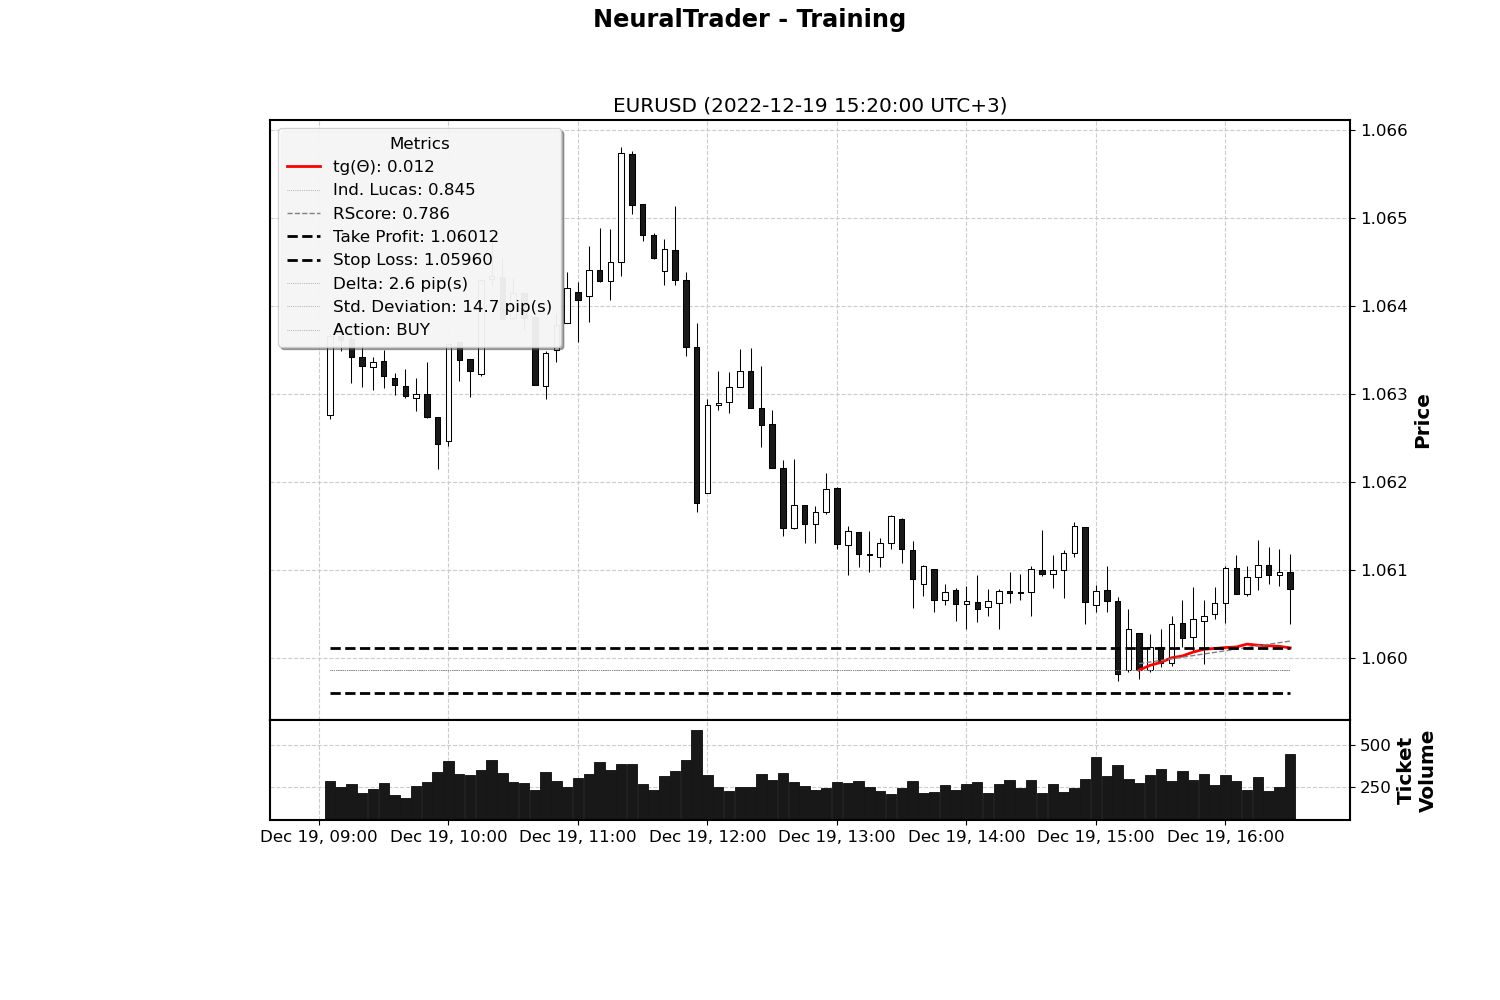 NeuralTrader - Training
EURUSD (2022-12-19 15:20:00 UTC+3)
Metrics
tg(Θ): 0.012
Ind. Lucas: 0.845
RScore: 0.786
Take Profit: 1.06012
Stop Loss: 1.05960
Delta: 2.6 pip(s)
Std. Deviation: 14.7 pip(s)
Action: BUY
1.066
1.065
1.064
1.063
1.062
1.061
1.060
Price
500
250
Ticket
Volume
Dec 19, 09:00
Dec 19, 10:00
Dec 19, 11:00
Dec 19, 12:00
Dec 19, 13:00
Dec 19, 14:00
Dec 19, 15:00
Dec 19, 16:00